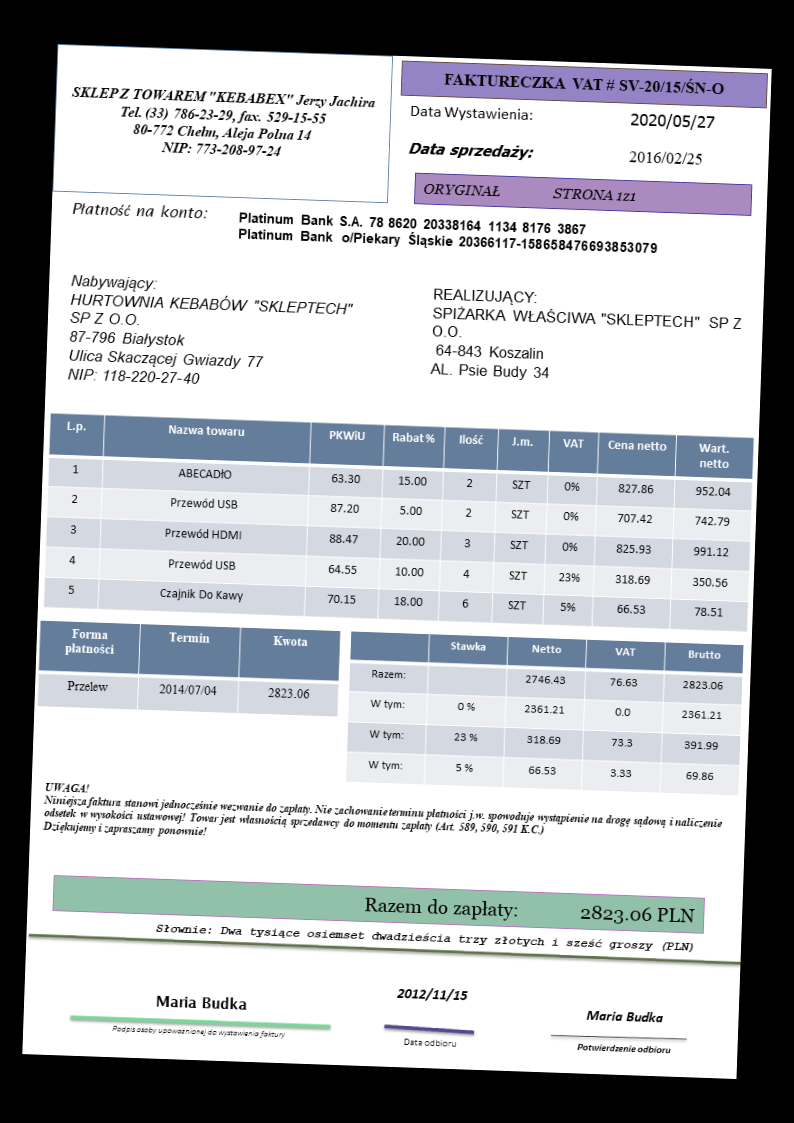 SKLEP Z TOWAREM "KEBABEX" Jerzy Jachira
Tel. (33) 786-23-29, fax. 529-15-55
80-772 Chełm, Aleja Polna 14
NIP: 773-208-97-24
FAKTURECZKA VAT # SV-20/15/ŚN-O
Data Wystawienia: 2020/05/27
Data sprzedaży: 2016/02/25
ORYGINAŁ STRONA 1z1
Płatność na konto:
Platinum Bank S.A. 78 8620 20338164 1134 8176 3867
Platinum Bank o/Piekary Śląskie 20366117-158658476693853079
Nabywający:
HURTOWNIA KEBABÓW "SKLEPTECH"
SP Z O.O.
87-796 Białystok
Ulica Skaczącej Gwiazdy 77
NIP: 118-220-27-40
REALIZUJĄCY:
SPIŻARKA WŁAŚCIWA "SKLEPTECH" SP Z
O.O.
64-843 Koszalin
AL. Psie Budy 34
L.p. Nazwa towaru PKWiU Rabat % Ilość J.m. VAT Cena netto Wart. netto
1 ABECADłO 63.30 15.00 2 SZT 0% 827.86 952.04
2 Przewód USB 87.20 5.00 2 SZT 0% 707.42 742.79
3 Przewód HDMI 88.47 20.00 3 SZT 0% 825.93 991.12
4 Przewód USB 64.55 10.00 4 SZT 23% 318.69 350.56
5 Czajnik Do Kawy 70.15 18.00 6 SZT 5% 66.53 78.51
Forma płatności Termin Kwota
Przelew 2014/07/04 2823.06
Stawka Netto VAT Brutto
Razem: 2746.43 76.63 2823.06
W tym: 0 % 2361.21 0.0 2361.21
W tym: 23 % 318.69 73.3 391.99
W tym: 5 % 66.53 3.33 69.86
UWAGA!
Niniejsza faktura stanowi jednocześnie wezwanie do zapłaty. Nie zachowanie terminu płatności j.w. spowoduje wystąpienie na drogę sądową i naliczenie
odsetek w wysokości ustawowej! Towar jest własnością sprzedawcy do momentu zapłaty (Art. 589, 590, 591 K.C.)
Dziękujemy i zapraszamy ponownie!
Razem do zapłaty: 2823.06 PLN
Słownie: Dwa tysiące osiemset dwadzieścia trzy złotych i sześć groszy (PLN)
Maria Budka
Podpis osoby upoważnionej do wystawienia faktury
2012/11/15
Data odbioru
Maria Budka
Potwierdzenie odbioru